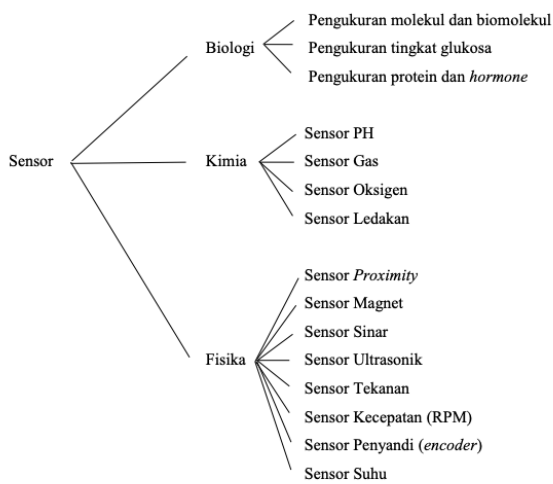 Sensor
Biologi
Pengukuran molekul dan biomolekul
Pengukuran tingkat glukosa
Pengukuran protein dan hormone
Kimia
Sensor PH
Sensor Gas
Sensor Oksigen
Sensor Ledakan
Fisika
Sensor Proximity
Sensor Magnet
Sensor Sinar
Sensor Ultrasonik
Sensor Tekanan
Sensor Kecepatan (RPM)
Sensor Penyandi (encoder)
Sensor Suhu